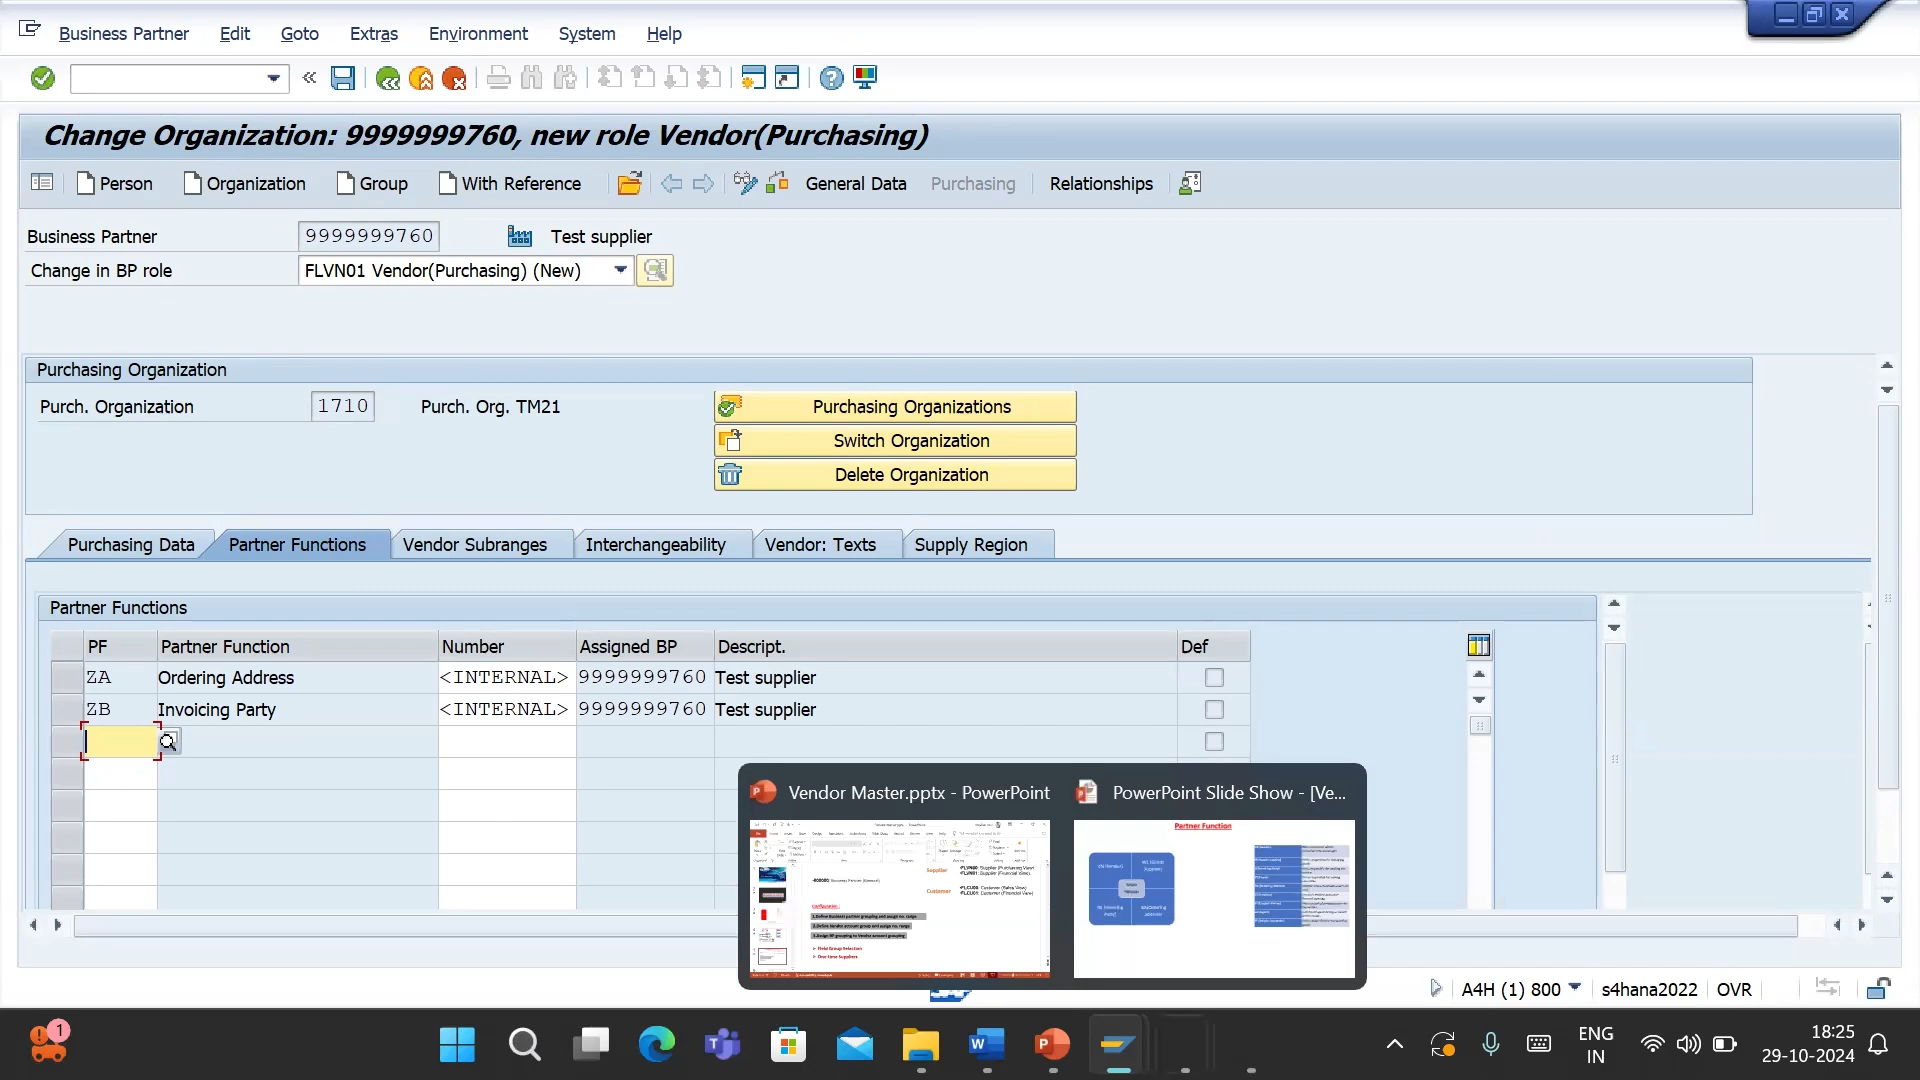 Business Partner Edit Goto Extras Environment System Help
Change Organization: 9999999760, new role Vendor(Purchasing)
Person Organization Group With Reference General Data Purchasing Relationships
Business Partner 9999999760 Test supplier
Change in BP role FLVN01 Vendor(Purchasing) (New)
Purchasing Organization
Purch. Organization 1710 Purch. Org. TM21 Purchasing Organizations
Switch Organization
Delete Organization
Purchasing Data Partner Functions Vendor Subranges Interchangeability Vendor: Texts Supply Region
Partner Functions
PF Partner Function Number Assigned BP Descript. Def
ZA Ordering Address <INTERNAL> 9999999760 Test supplier
ZB Invoicing Party <INTERNAL> 9999999760 Test supplier
Vendor Master.pptx - PowerPoint PowerPoint Slide Show - [Ve...
Partner Function
Supplier
Customer
A4H (1) 800 s4hana2022 OVR
1
ENG
IN
18:25
29-10-2024